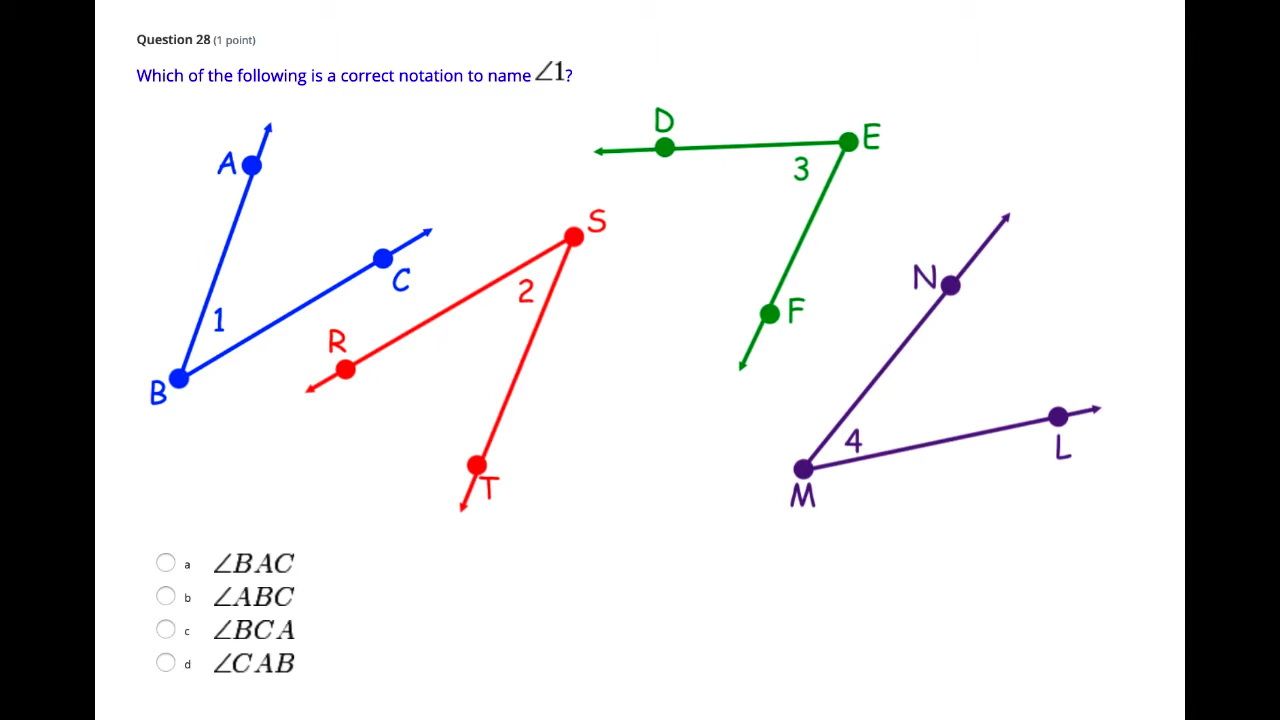 Question 28 (1 point)
Which of the following is a correct notation to name ∠1?
D
E
A
3
S
C
N
2
1
F
R
B
4
L
T
M
a ∠BAC
b ∠ABC
c ∠BCA
d ∠CAB